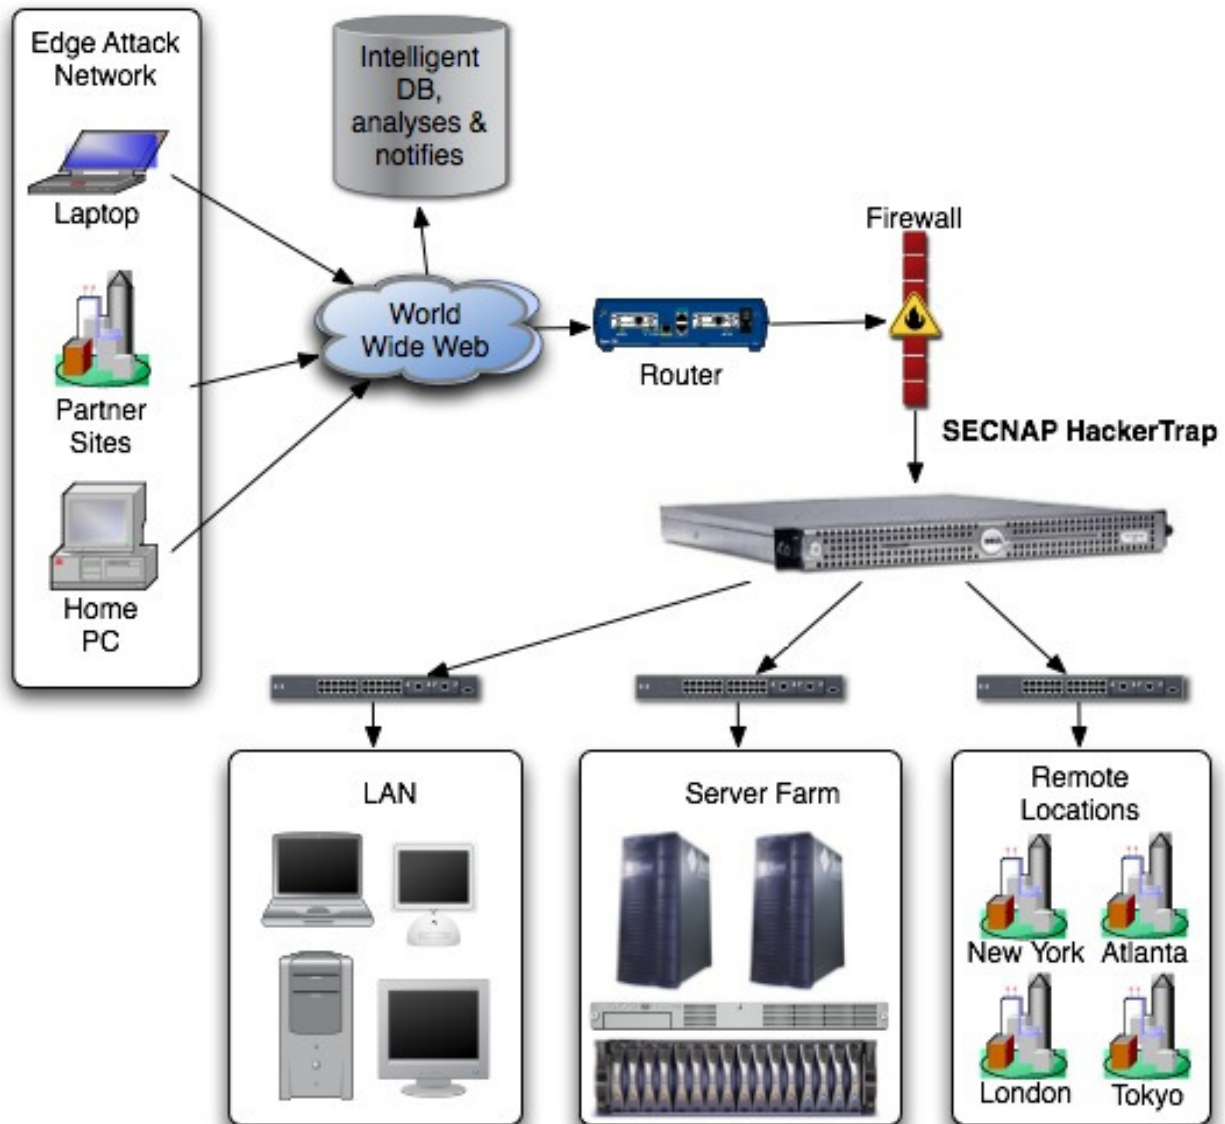 Edge Attack
Network
Laptop
Partner
Sites
Home
PC
Intelligent
DB,
analyses &
notifies
World
Wide Web
Router
Firewall
SECNAP HackerTrap
DELL
LAN
Server Farm
Remote
Locations
New York
Atlanta
London
Tokyo